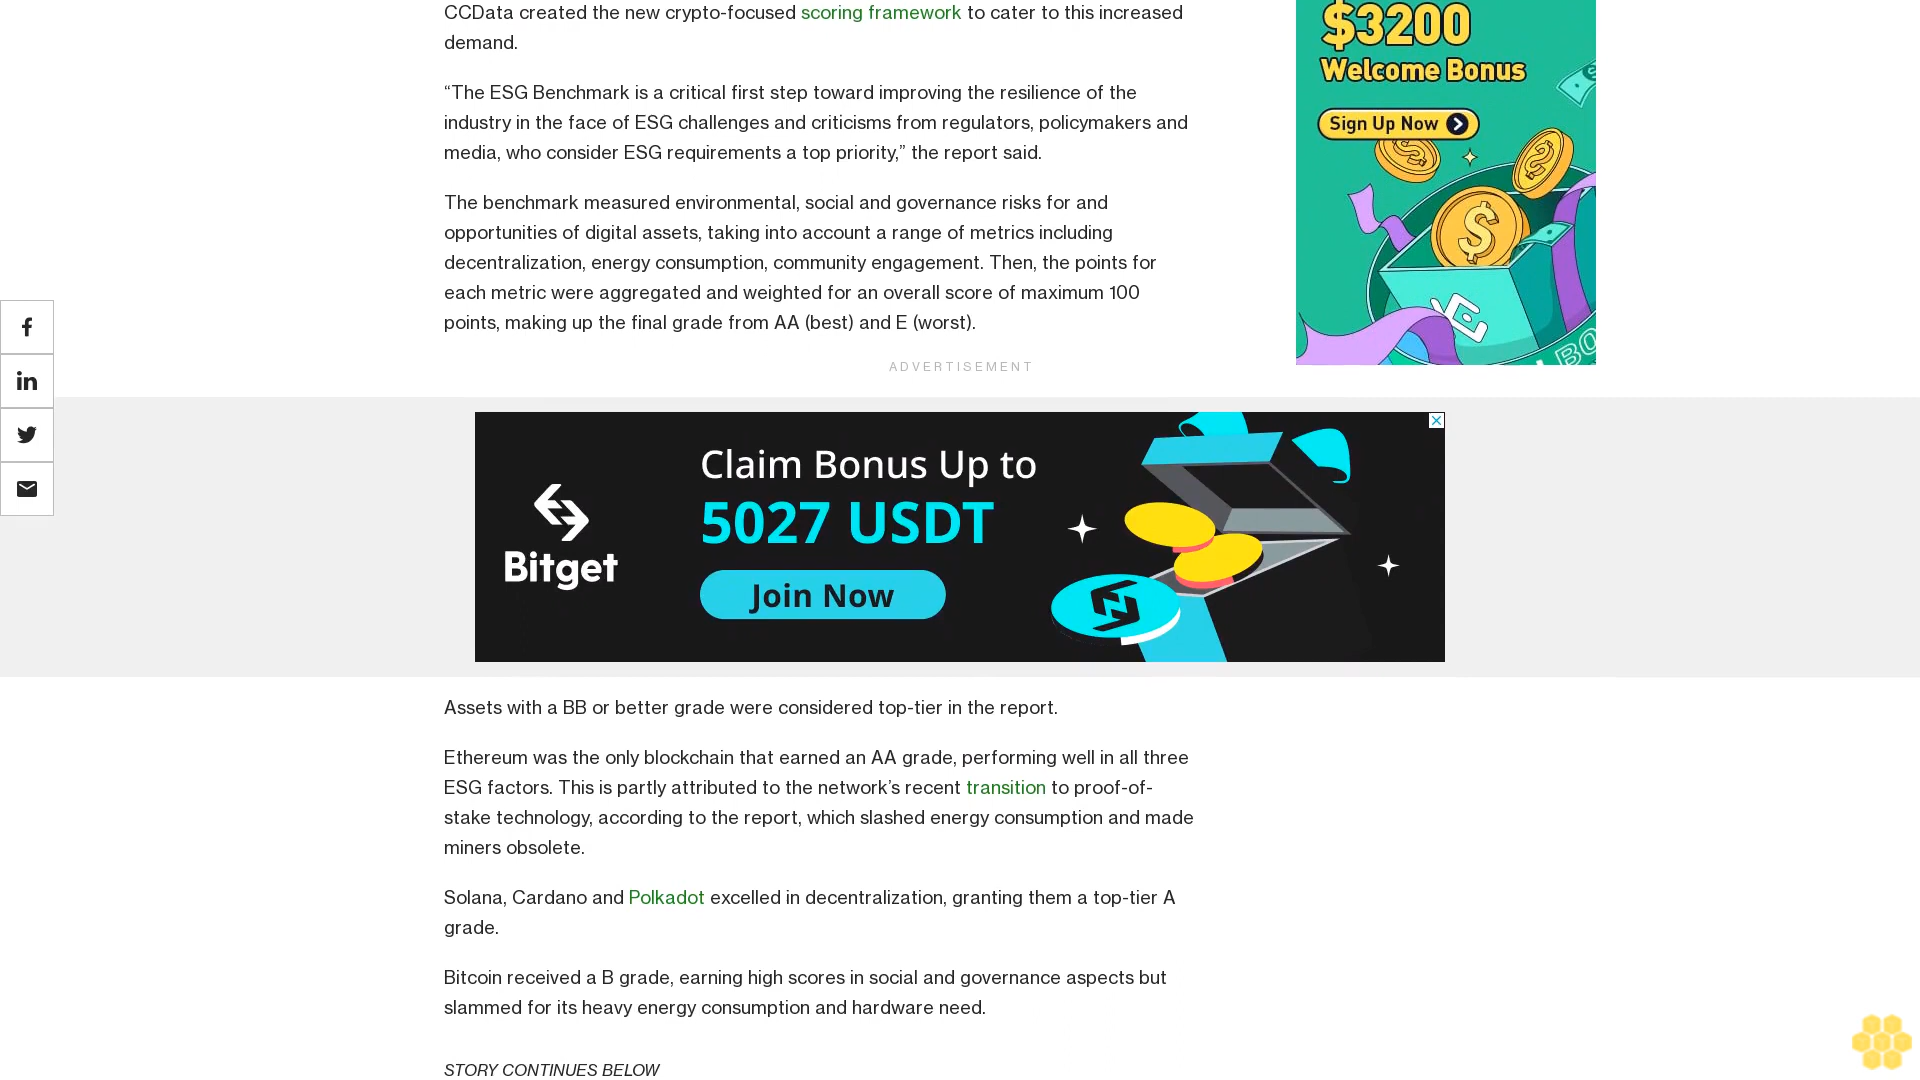 CCData created the new crypto-focused scoring framework to cater to this increased
demand.
“The ESG Benchmark is a critical first step toward improving the resilience of the
industry in the face of ESG challenges and criticisms from regulators, policymakers and
media, who consider ESG requirements a top priority,” the report said.
The benchmark measured environmental, social and governance risks for and
opportunities of digital assets, taking into account a range of metrics including
decentralization, energy consumption, community engagement. Then, the points for
each metric were aggregated and weighted for an overall score of maximum 100
points, making up the final grade from AA (best) and E (worst).
$3200
Welcome Bonus
Sign Up Now
ADVERTISEMENT
Bitget
Claim Bonus Up to
5027 USDT
Join Now
Assets with a BB or better grade were considered top-tier in the report.
Ethereum was the only blockchain that earned an AA grade, performing well in all three
ESG factors. This is partly attributed to the network’s recent transition to proof-of-
stake technology, according to the report, which slashed energy consumption and made
miners obsolete.
Solana, Cardano and Polkadot excelled in decentralization, granting them a top-tier A
grade.
Bitcoin received a B grade, earning high scores in social and governance aspects but
slammed for its heavy energy consumption and hardware need.
STORY CONTINUES BELOW